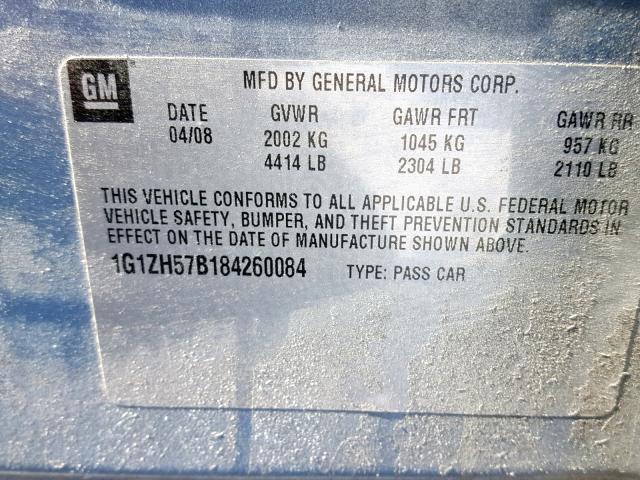 GM
MFD BY GENERAL MOTORS CORP.
DATE GVWR GAWR FRT GAWR RR
04/08 2002 KG 1045 KG 957 KG
4414 LB 2304 LB 2110 LB
THIS VEHICLE CONFORMS TO ALL APPLICABLE U.S. FEDERAL MOTOR
VEHICLE SAFETY, BUMPER, AND THEFT PREVENTION STANDARDS IN
EFFECT ON THE DATE OF MANUFACTURE SHOWN ABOVE.
1G1ZH57B184260084 TYPE: PASS CAR